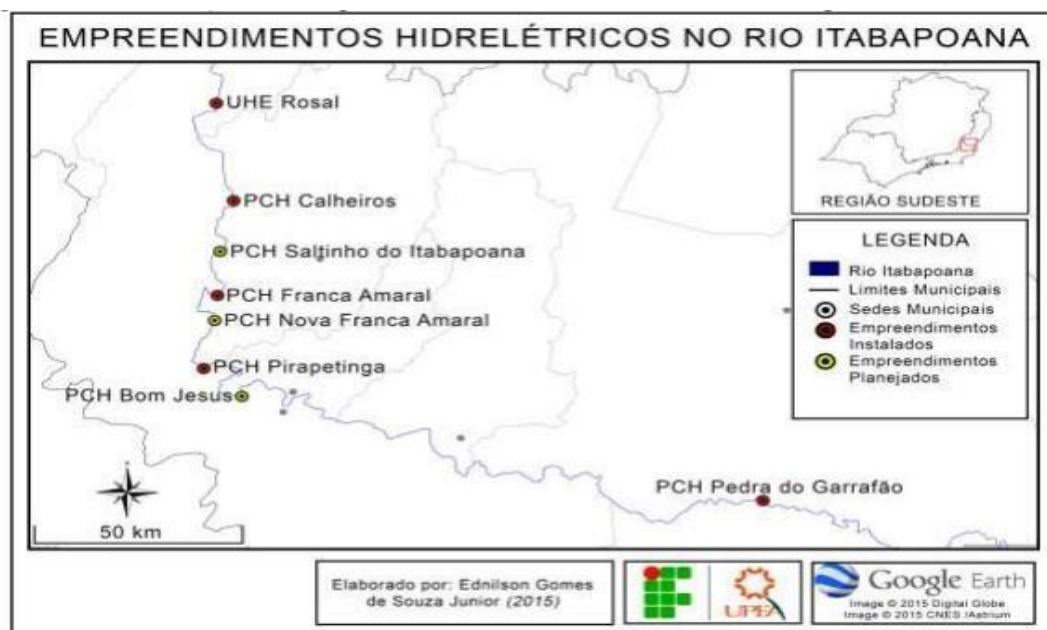 EMPREENDIMENTOS HIDRELÉTRICOS NO RIO ITABAPOANA
UHE Rosal
PCH Calheiros
PCH Saltinho do Itabapoana
PCH Franca Amaral
PCH Nova Franca Amaral
PCH Pirapetinga
PCH Bom Jesus
PCH Pedra do Garrafão
50 km
REGIÃO SUDESTE
LEGENDA
Rio Itabapoana
Limites Municipais
Sedes Municipais
Empreendimentos
Instalados
Empreendimentos
Planejados
Elaborado por: Ednilson Gomes
de Souza Junior (2015)
UPEA
Google Earth
Image © 2015 Digital Globe
Image © 2015 CNES /Astrium